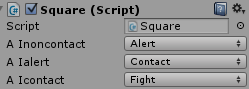 Square (Script)
Script Square
A Inoncontact Alert
A Ialert Contact
A Icontact Fight